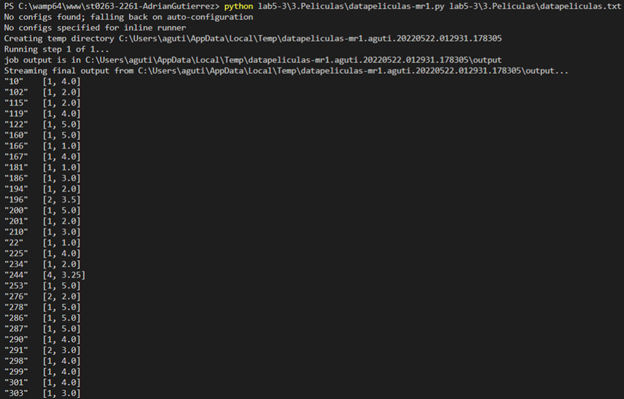 PS C:\wamp64\www\st0263-2261-AdrianGutierrez> python lab5-3\3.Peliculas\datapeliculas-mr1.py lab5-3\3.Peliculas\datapeliculas.txt
No configs found; falling back on auto-configuration
No configs specified for inline runner
Creating temp directory C:\Users\aguti\AppData\Local\Temp\datapeliculas-mr1.aguti.20220522.012931.178305
Running step 1 of 1...
job output is in C:\Users\aguti\AppData\Local\Temp\datapeliculas-mr1.aguti.20220522.012931.178305\output
Streaming final output from C:\Users\aguti\AppData\Local\Temp\datapeliculas-mr1.aguti.20220522.012931.178305\output...
"10" [1, 4.0]
"102" [1, 2.0]
"115" [1, 2.0]
"119" [1, 4.0]
"122" [1, 5.0]
"160" [1, 5.0]
"166" [1, 1.0]
"167" [1, 4.0]
"181" [1, 1.0]
"186" [1, 3.0]
"194" [1, 2.0]
"196" [2, 3.5]
"200" [1, 5.0]
"201" [1, 2.0]
"210" [1, 3.0]
"22" [1, 1.0]
"225" [1, 4.0]
"234" [1, 2.0]
"244" [4, 3.25]
"253" [1, 5.0]
"276" [2, 2.0]
"278" [1, 5.0]
"286" [1, 5.0]
"287" [1, 5.0]
"290" [1, 4.0]
"291" [2, 3.0]
"298" [1, 4.0]
"299" [1, 4.0]
"301" [1, 4.0]
"303" [1, 3.0]